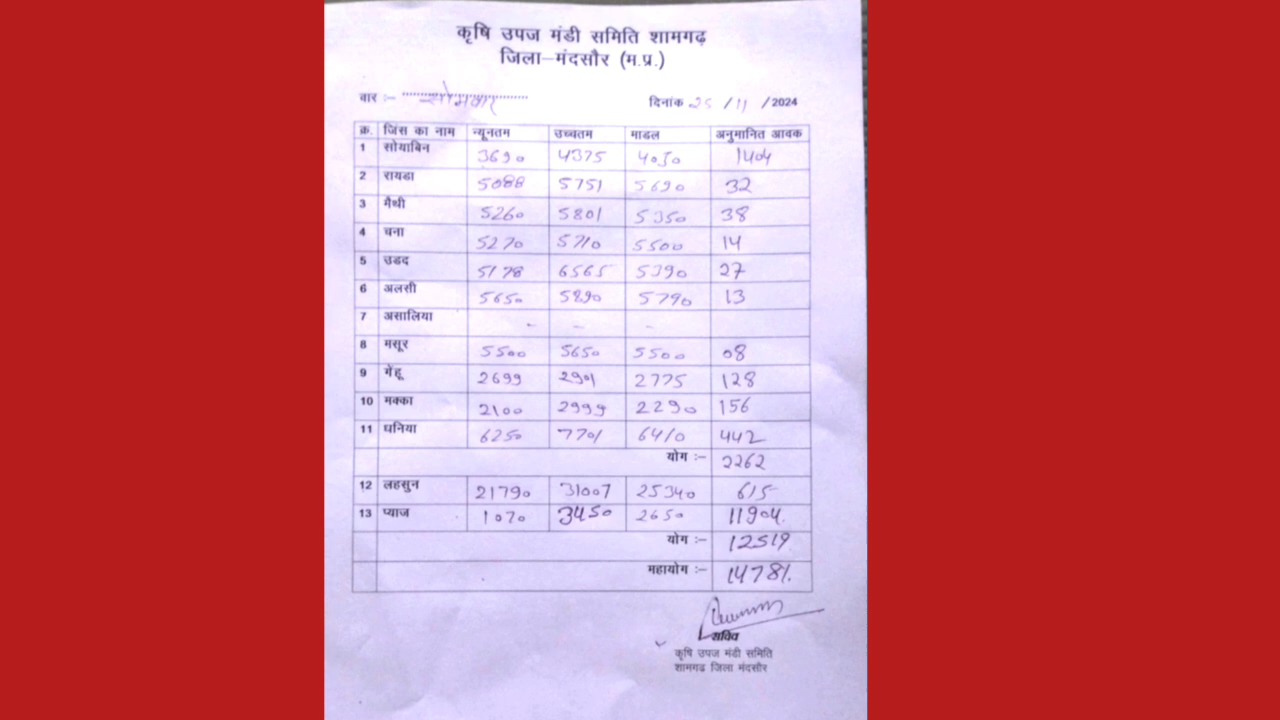 कृषि उपज मंडी समिति शामगढ़
जिला-मंदसौर (म.प्र.)
वार :- सोमवार दिनांक 25 / 11 / 2024
क्र. जिंस का नाम न्यूनतम उच्चतम माडल अनुमानित आवक
1 सोयाबिन 3690 4375 4050 1404
2 रायडा 5088 5751 5690 32
3 मैथी 5260 5801 5350 38
4 चना 5270 5710 5500 14
5 उडद 5178 6565 5390 27
6 अलसी 5650 5890 5790 13
7 असालिया - - -
8 मसूर 5500 5650 5500 08
9 गेंहू 2699 2901 2775 128
10 मक्का 2100 2999 2290 156
11 धनिया 6250 7701 6410 442
योग :- 2262
12 लहसुन 21790 31007 25340 615
13 प्याज 1070 3450 2650 11904.
योग :- 12519
महायोग :- 14781.
सचिव
कृषि उपज मंडी समिति
शामगढ जिला मंदसौर